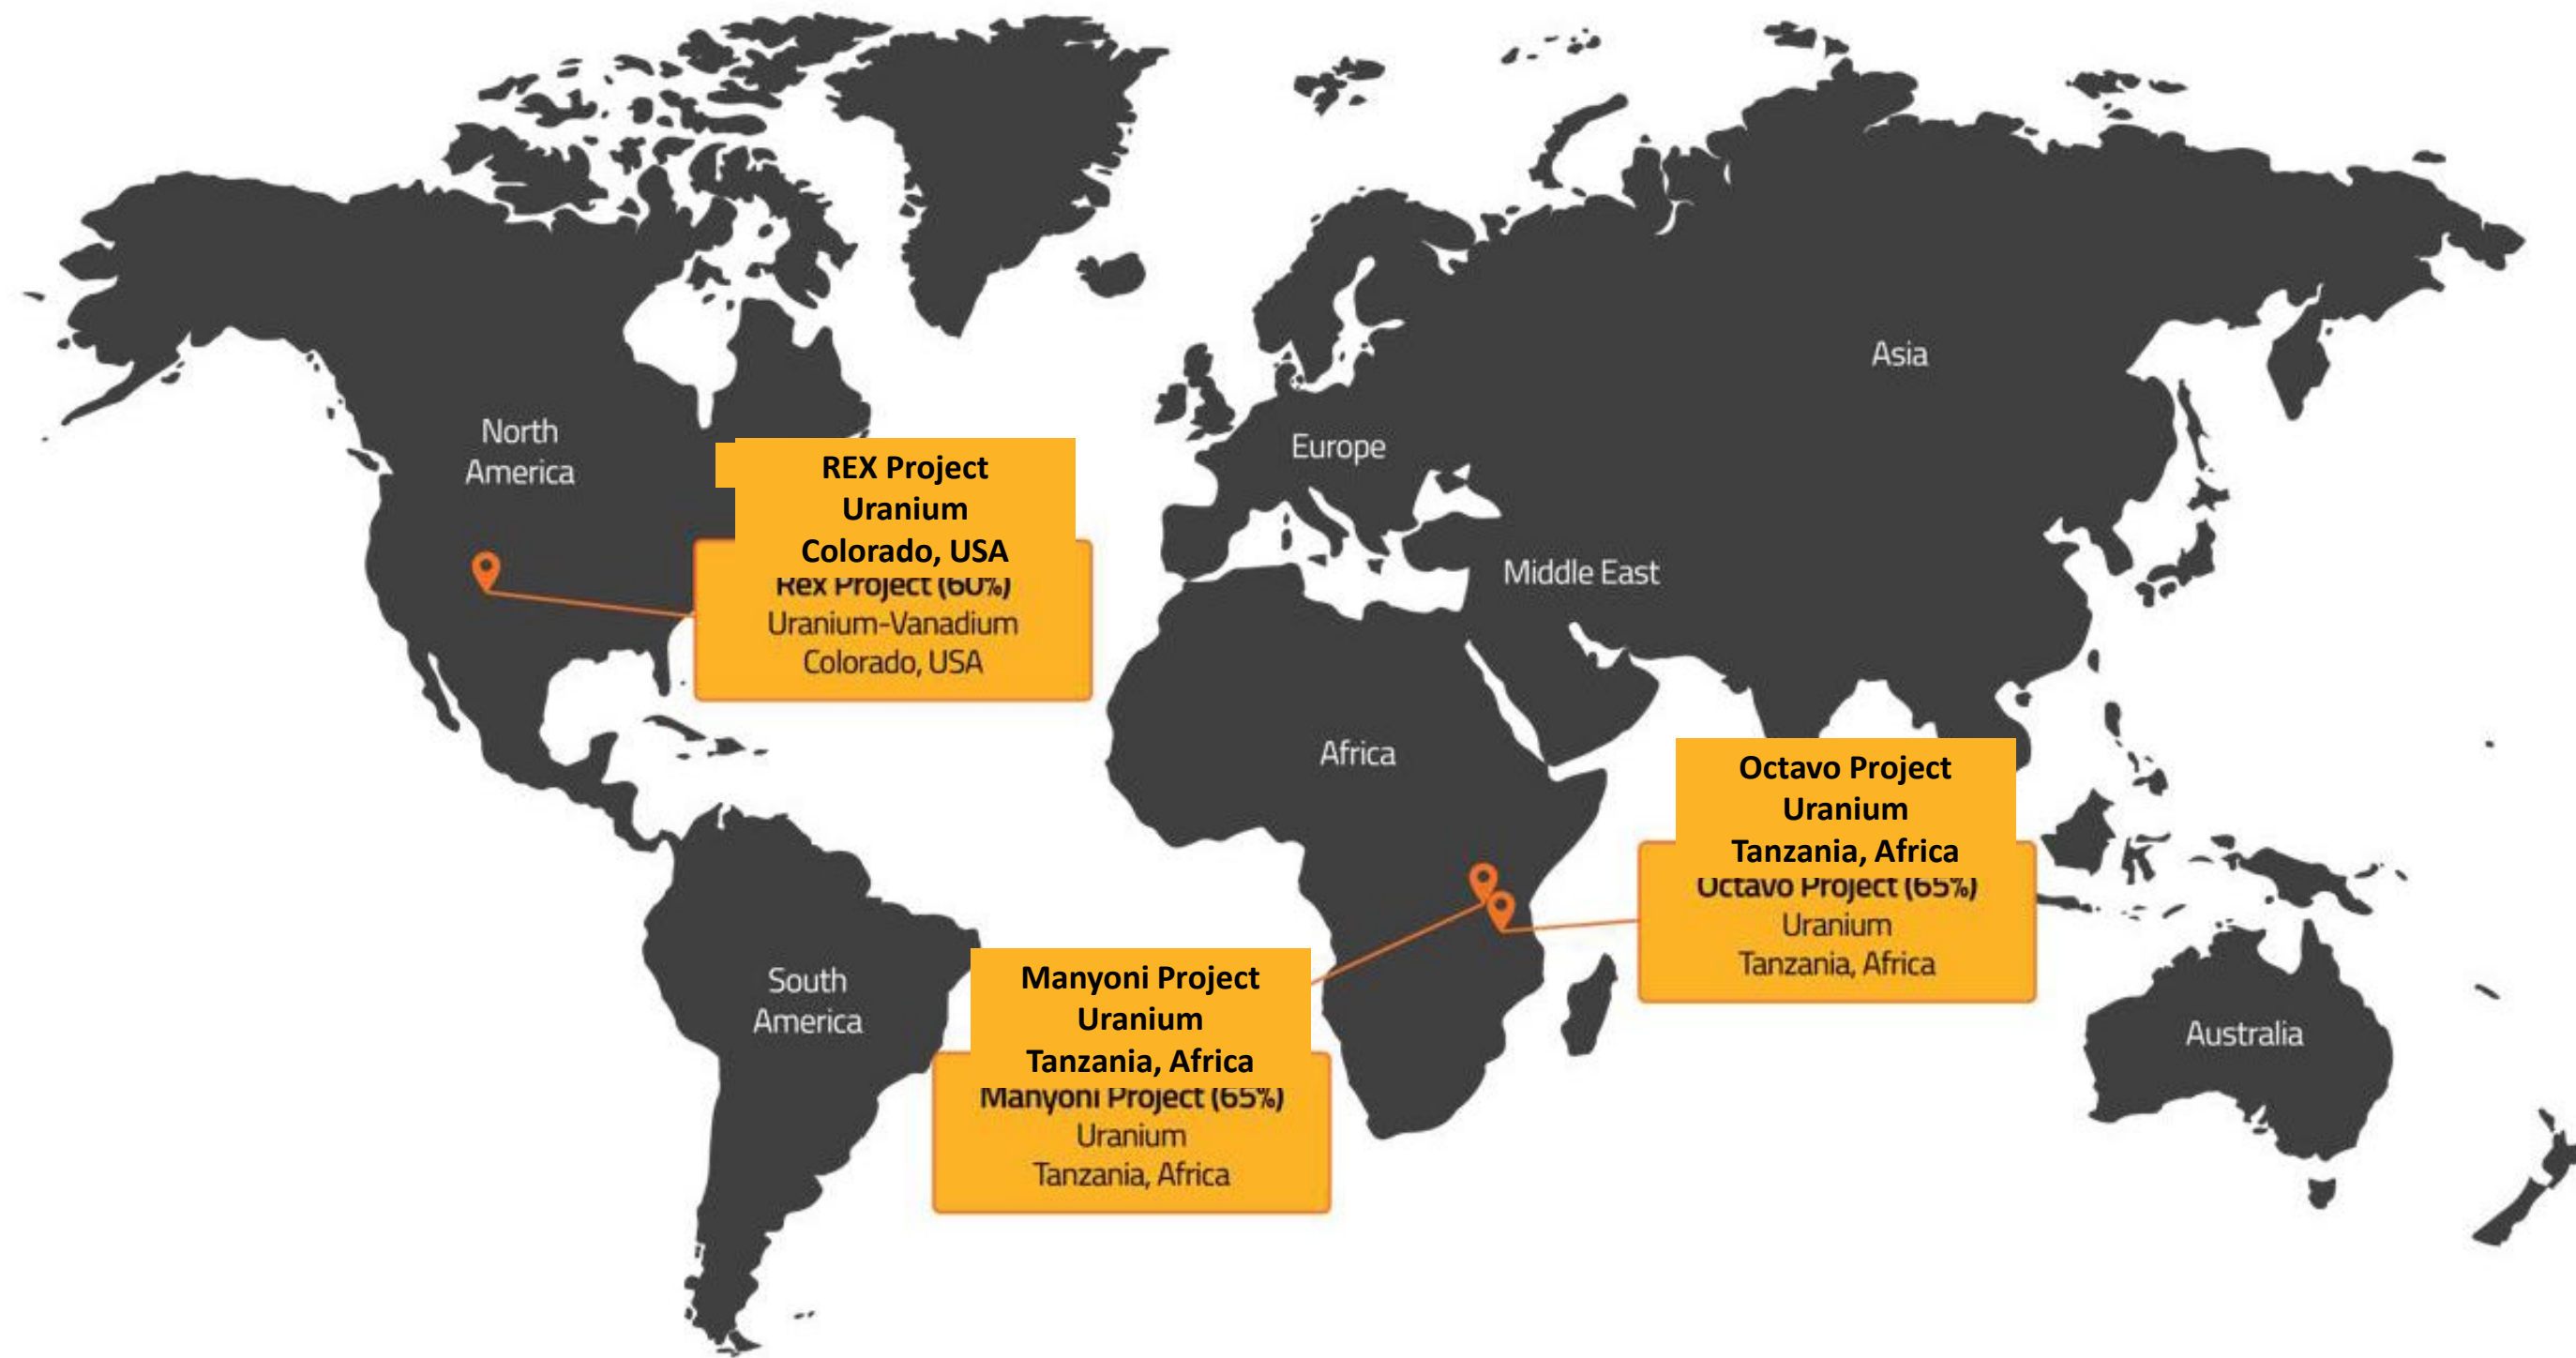 Asia
North
America
Europe
REX Project
Uranium
Colorado, USA
Rex Project (60%)
Uranium-Vanadium
Colorado, USA
Middle East
Africa
Octavo Project
Uranium
Tanzania, Africa
Octavo Project (65%)
Uranium
Tanzania, Africa
South
America
Manyoni Project
Uranium
Tanzania, Africa
Manyoni Project (65%)
Uranium
Tanzania, Africa
Australia